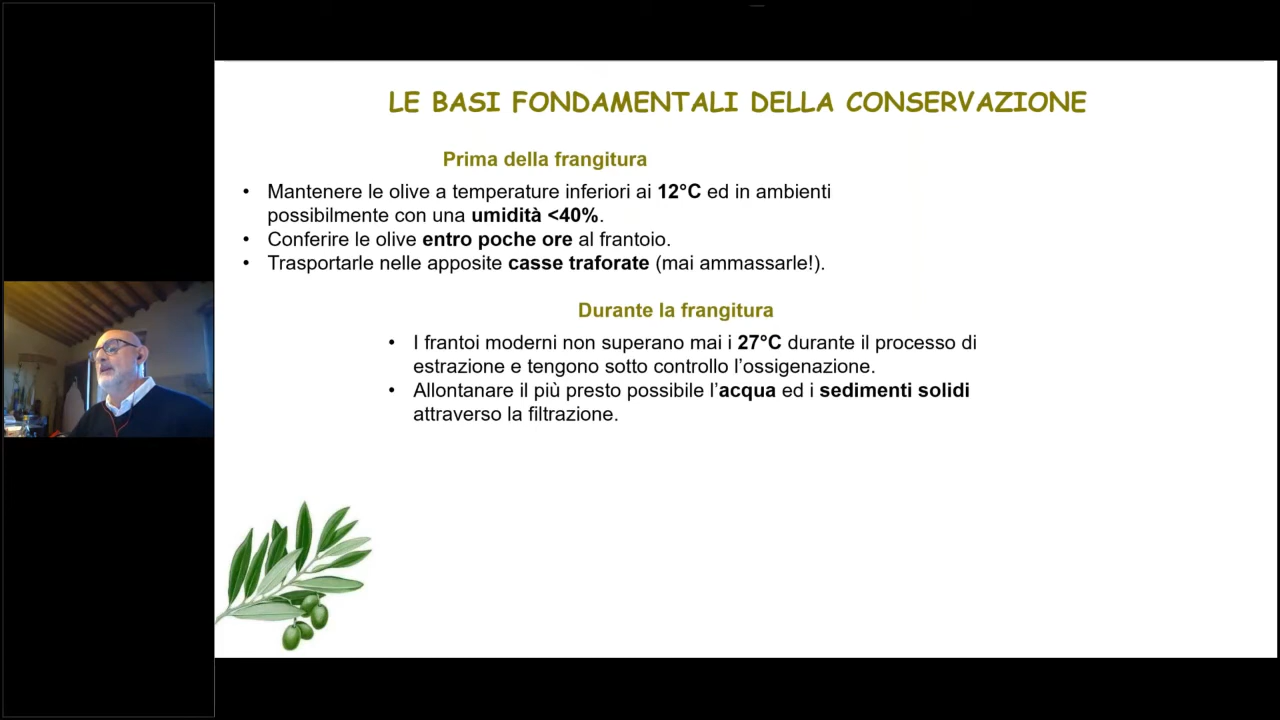 LE BASI FONDAMENTALI DELLA CONSERVAZIONE
Prima della frangitura
• Mantenere le olive a temperature inferiori ai 12°C ed in ambienti
possibilmente con una umidità <40%.
• Conferire le olive entro poche ore al frantoio.
• Trasportarle nelle apposite casse traforate (mai ammassarle!).
Durante la frangitura
• I frantoi moderni non superano mai i 27°C durante il processo di
estrazione e tengono sotto controllo l’ossigenazione.
• Allontanare il più presto possibile l’acqua ed i sedimenti solidi
attraverso la filtrazione.